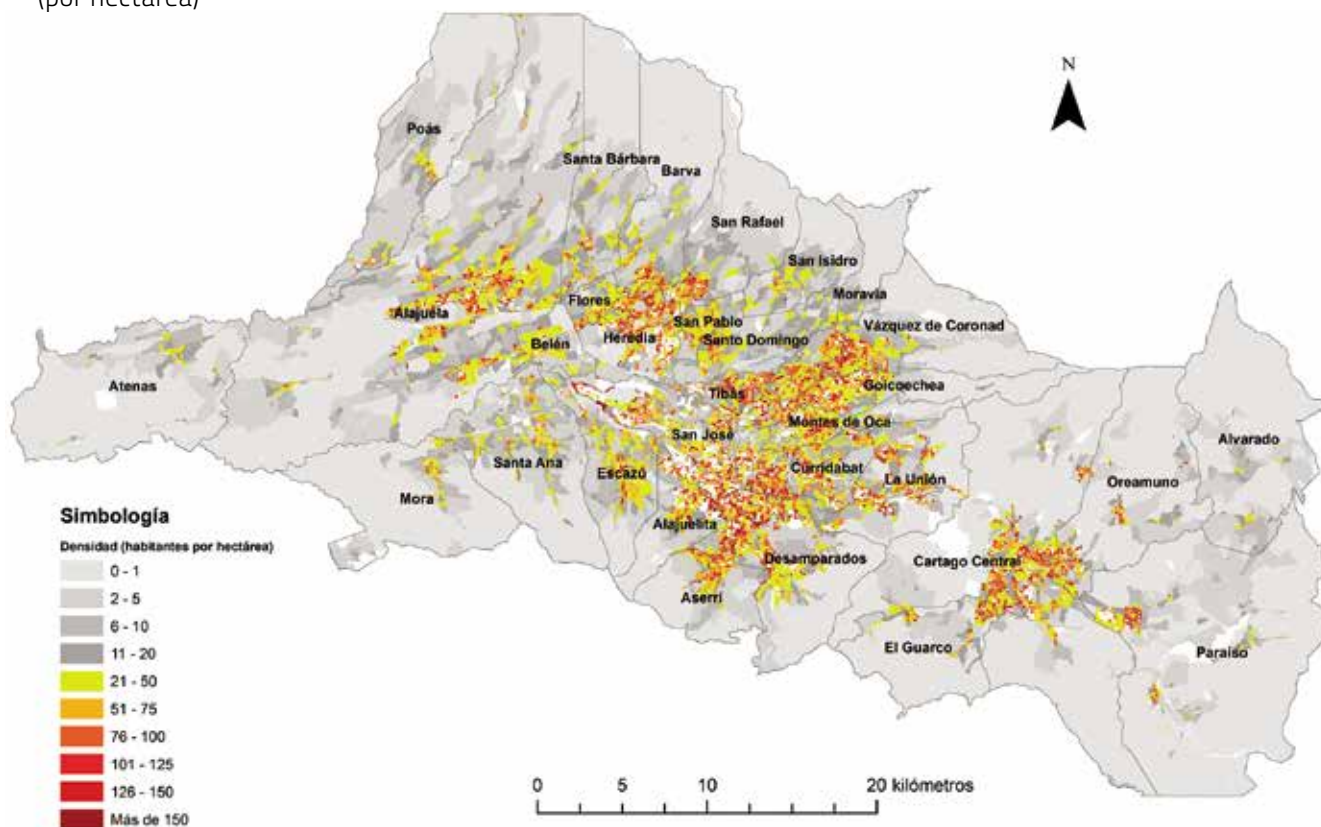 (por hectárea)
N
Poás
Santa Bárbara
Barva
San Rafael
San Isidro
Moravia
Vázquez de Coronad
Alajuela
Flores
San Pablo
Heredia
Santo Domingo
Belén
Atenas
Tibás
Goicoechea
Montes de Oca
San José
Alvarado
Santa Ana
Escazú
Curridabat
La Unión
Oreamuno
Mora
Alajuelita
Desamparados
Cartago Central
Aserrí
El Guarco
Paraíso
Simbología
Densidad (habitantes por hectárea)
0 - 1
2 - 5
6 - 10
11 - 20
21 - 50
51 - 75
76 - 100
101 - 125
126 - 150
Más de 150
0 5 10 20 kilómetros